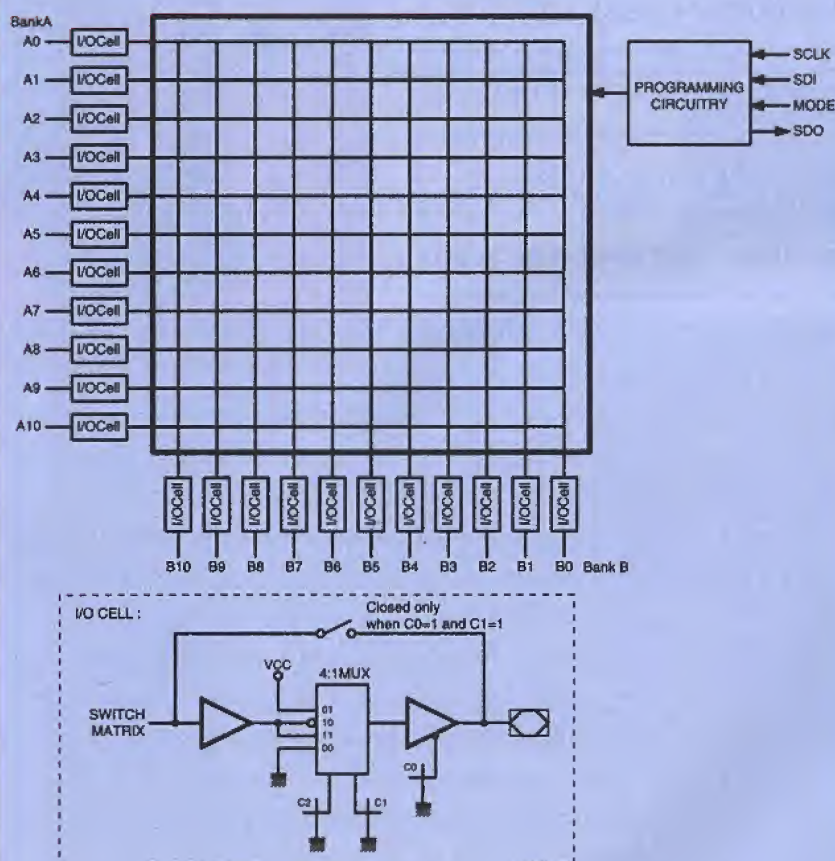 BankA
A0 I/OCell
A1 I/OCell
A2 I/OCell
A3 I/OCell
A4 I/OCell
A5 I/OCell
A6 I/OCell
A7 I/OCell
A8 I/OCell
A9 I/OCell
A10 I/OCell
PROGRAMMING
CIRCUITRY
SCLK
SDI
MODE
SDO
I/OCell I/OCell I/OCell I/OCell I/OCell I/OCell I/OCell I/OCell I/OCell I/OCell I/OCell
B10 B9 B8 B7 B6 B5 B4 B3 B2 B1 B0 Bank B
I/O CELL :
Closed only
when C0=1 and C1=1
VCC
4:1MUX
SWITCH
MATRIX
01
10
11
00
C0
C2
C1